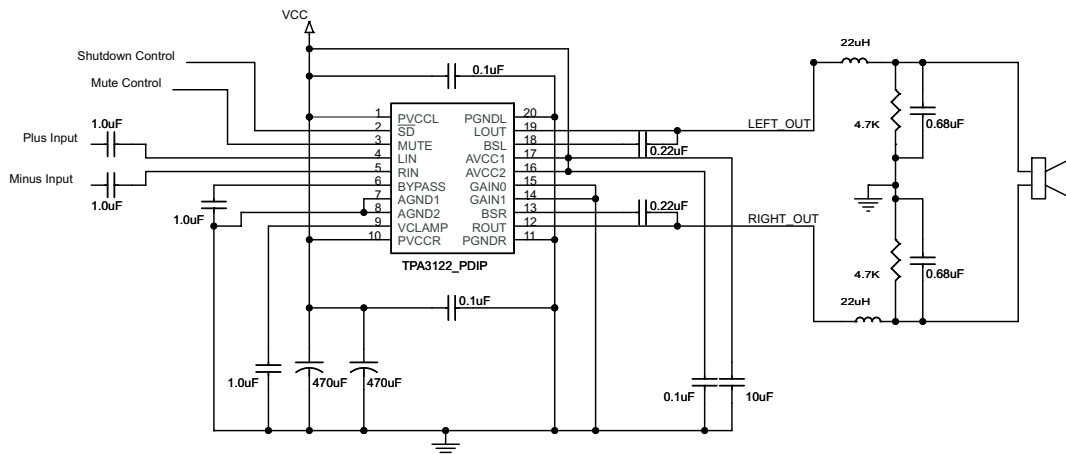 VCC
Shutdown Control
Mute Control
0.1uF
1.0uF
Plus Input
Minus Input
1.0uF
1 PVCCL PGNDL 20
2 SD LOUT 19
3 MUTE BSL 18
4 LIN AVCC1 17
5 RIN AVCC2 16
6 BYPASS GAIN0 15
7 AGND1 GAIN1 14
8 AGND2 BSR 13
9 VCLAMP ROUT 12
10 PVCCR PGNDR 11
TPA3122_PDIP
1.0uF
0.22uF
LEFT_OUT
0.22uF
RIGHT_OUT
22uH
4.7K
0.68uF
4.7K
0.68uF
22uH
0.1uF
1.0uF
470uF
470uF
0.1uF
10uF